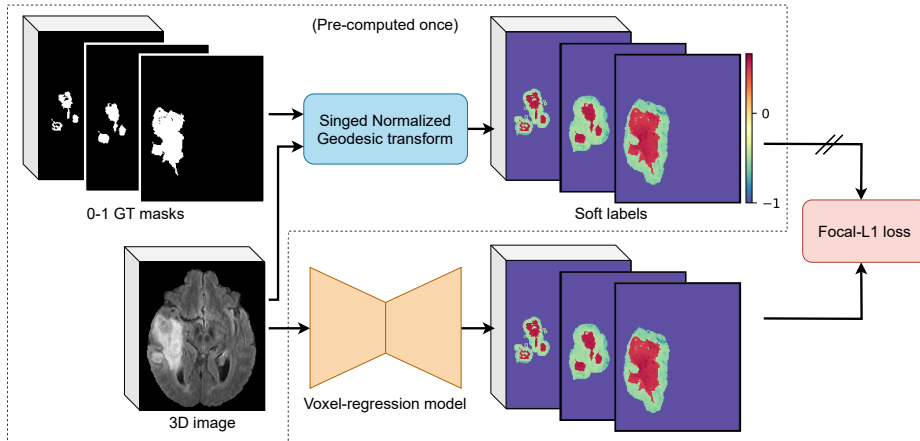 (Pre-computed once)
Singed Normalized
Geodesic transform
0
−1
0-1 GT masks
Soft labels
Focal-L1 loss
3D image
Voxel-regression model